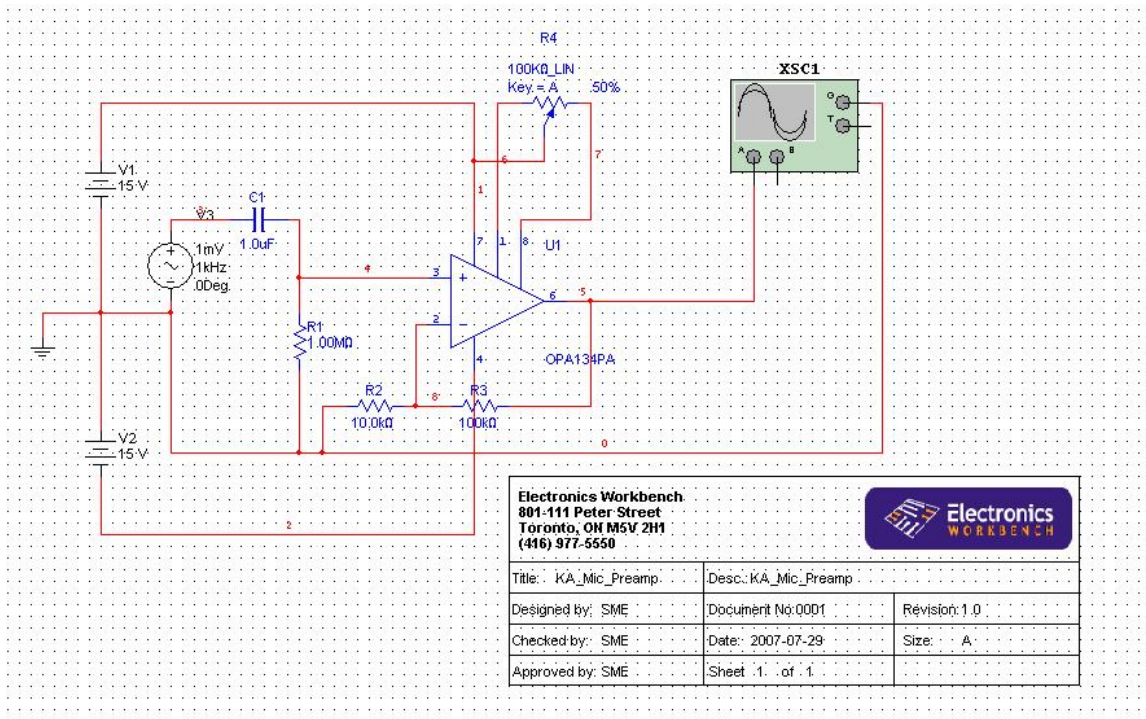 R4
100KΩ_LIN
Key = A 50%
XSC1
G
T
A B
6
7
1
V1
15 V
3
V3
1mV
1kHz
0Deg
C1
1.0uF
4
7 1 8
U1
3
2
6
5
4
OPA134PA
R1
1.00MΩ
R2
10.0kΩ
8
R3
100kΩ
0
V2
15 V
2
Electronics Workbench
801-111 Peter Street
Toronto, ON M5V 2H1
(416) 977-5550
Electronics
WORKBENCH
Title: KA_Mic_Preamp
Desc.: KA_Mic_Preamp
Designed by: SME
Document No:0001
Revision: 1.0
Checked by: SME
Date: 2007-07-29
Size: A
Approved by: SME
Sheet 1 of 1